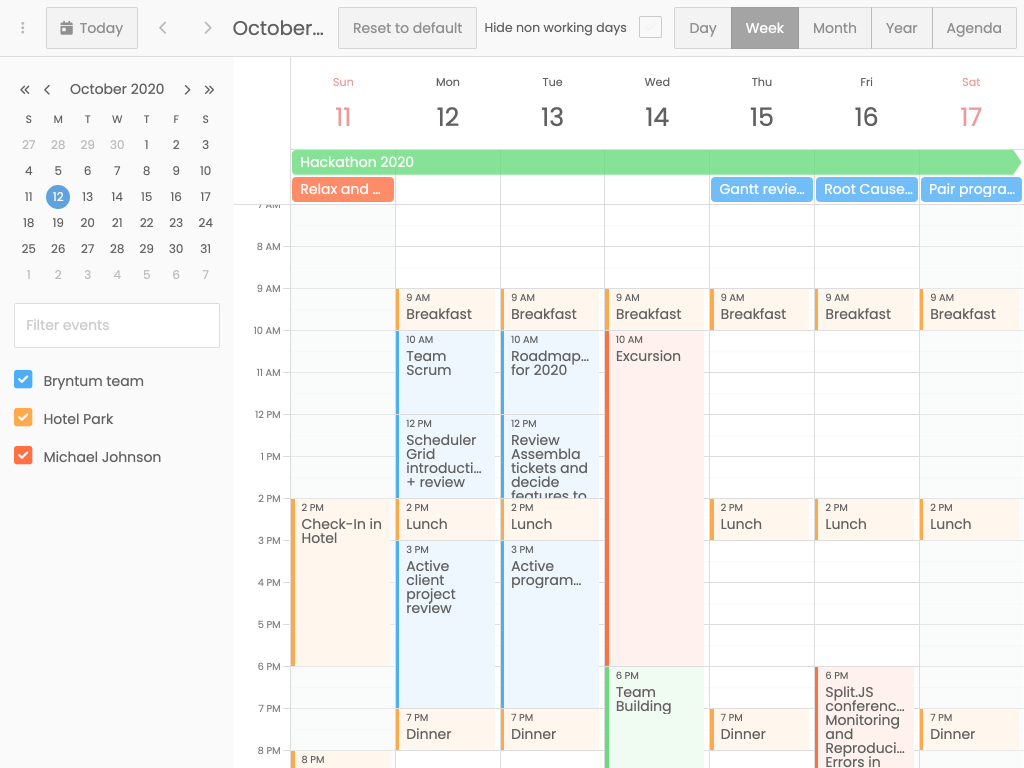 Today
October...
Reset to default
Hide non working days
Day
Week
Month
Year
Agenda
October 2020
S M T W T F S
27 28 29 30 1 2 3
4 5 6 7 8 9 10
11 12 13 14 15 16 17
18 19 20 21 22 23 24
25 26 27 28 29 30 31
1 2 3 4 5 6 7
Filter events
Bryntum team
Hotel Park
Michael Johnson
Sun Mon Tue Wed Thu Fri Sat
11 12 13 14 15 16 17
Hackathon 2020
Relax and ...
Gantt revie...
Root Cause...
Pair progra...
7 AM
8 AM
9 AM
10 AM
11 AM
12 PM
1 PM
2 PM
3 PM
4 PM
5 PM
6 PM
7 PM
8 PM
2 PM
Check-In in
Hotel
8 PM
9 AM
Breakfast
10 AM
Team
Scrum
12 PM
Scheduler
Grid
introducti...
+ review
2 PM
Lunch
3 PM
Active
client
project
review
7 PM
Dinner
9 AM
Breakfast
10 AM
Roadmap...
for 2020
12 PM
Review
Assembla
tickets and
decide
features to
2 PM
Lunch
3 PM
Active
program...
7 PM
Dinner
9 AM
Breakfast
10 AM
Excursion
6 PM
Team
Building
9 AM
Breakfast
2 PM
Lunch
7 PM
Dinner
9 AM
Breakfast
2 PM
Lunch
6 PM
Split.JS
conferenc...
Monitoring
and
Reproduci...
Errors in
9 AM
Breakfast
2 PM
Lunch
7 PM
Dinner